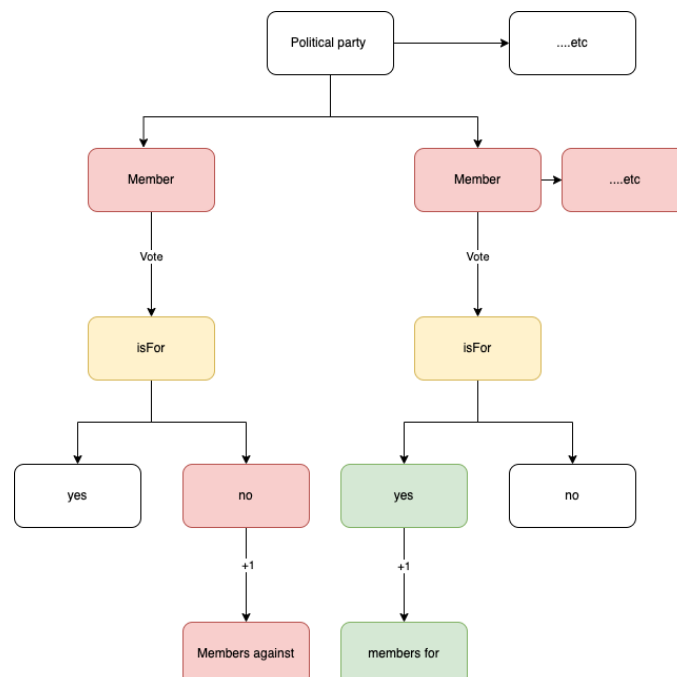 Political party
....etc
Member
Member
....etc
Vote
Vote
isFor
isFor
yes
no
yes
no
+1
+1
Members against
members for